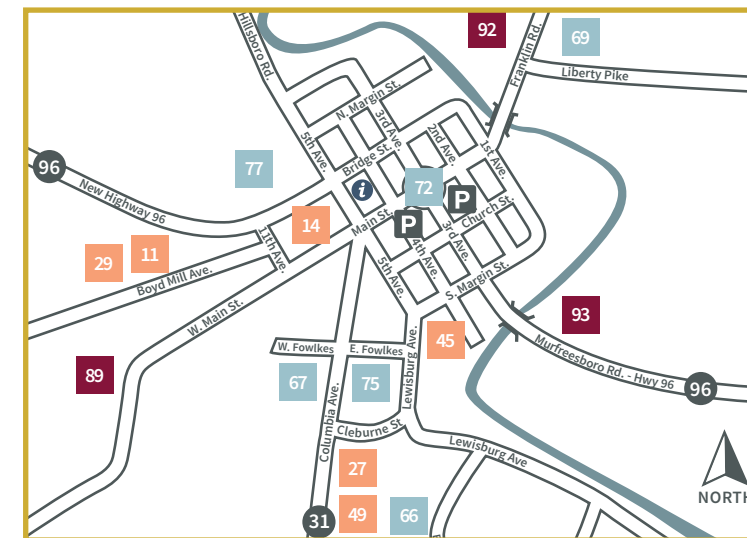 Hillsboro Rd.
92
Franklin Rd.
69
Liberty Pike
N. Margin St.
3rd Ave.
2nd Ave.
1st Ave.
5th Ave.
Bridge St.
96
New Highway 96
77
i
72
P
P
Church St.
14
Main St.
4th Ave.
3rd Ave.
11th Ave.
29
11
Boyd Mill Ave.
5th Ave.
S. Margin St.
W. Main St.
93
45
Murfreesboro Rd. - Hwy 96
96
W. Fowlkes
E. Fowlkes
Lewisburg Ave.
89
67
75
Columbia Ave.
Cleburne St
Lewisburg Ave
27
49
66
31
NORTH